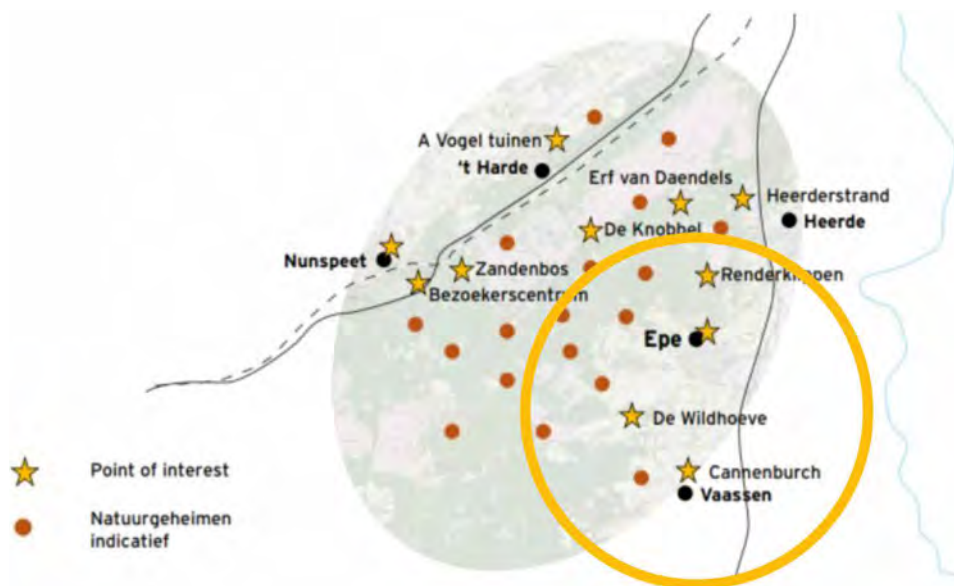 A Vogel tuinen
't Harde
Erf van Daendels
Heerderstrand
Heerde
De Knobbel
Nunspeet
Zandenbos
Bezoekerscentrum
Renderklippen
Epe
De Wildhoeve
Cannenburch
Vaassen
Point of interest
Natuurgeheimen
indicatief